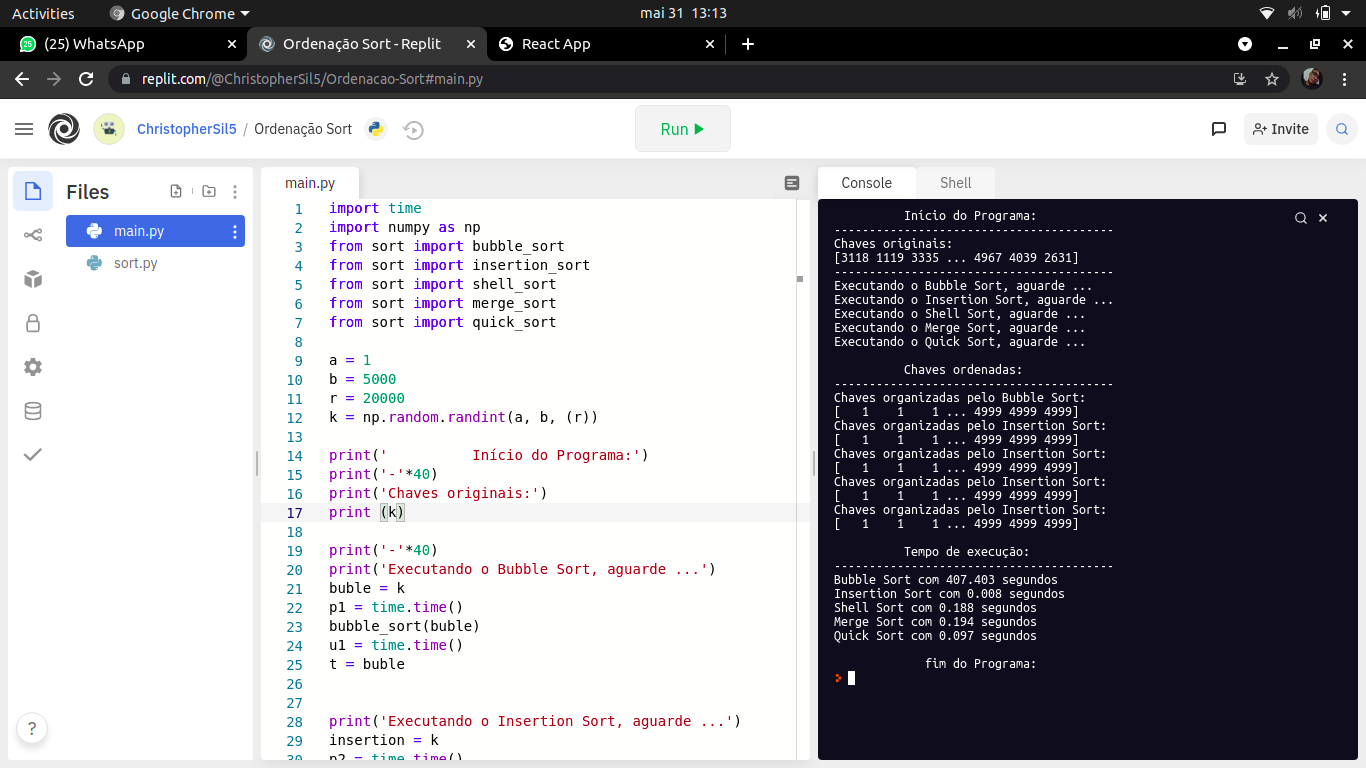 Activities
Google Chrome
mai 31 13:13
(25) WhatsApp
Ordenação Sort - Replit
React App
replit.com/@ChristopherSil5/Ordenacao-Sort#main.py
ChristopherSil5 / Ordenação Sort
Run
Invite
Files
main.py
sort.py
?
main.py
1 import time
2 import numpy as np
3 from sort import bubble_sort
4 from sort import insertion_sort
5 from sort import shell_sort
6 from sort import merge_sort
7 from sort import quick_sort
8
9 a = 1
10 b = 5000
11 r = 20000
12 k = np.random.randint(a, b, (r))
13
14 print('          Início do Programa:')
15 print('-'*40)
16 print('Chaves originais:')
17 print (k)
18
19 print('-'*40)
20 print('Executando o Bubble Sort, aguarde ...')
21 buble = k
22 p1 = time.time()
23 bubble_sort(buble)
24 u1 = time.time()
25 t = buble
26
27
28 print('Executando o Insertion Sort, aguarde ...')
29 insertion = k
30 p2 = time.time()
Console
Shell
Início do Programa:
----------------------------------------
Chaves originais:
[3118 1119 3335 ... 4967 4039 2631]
----------------------------------------
Executando o Bubble Sort, aguarde ...
Executando o Insertion Sort, aguarde ...
Executando o Shell Sort, aguarde ...
Executando o Merge Sort, aguarde ...
Executando o Quick Sort, aguarde ...
Chaves ordenadas:
----------------------------------------
Chaves organizadas pelo Bubble Sort:
[   1    1    1 ... 4999 4999 4999]
Chaves organizadas pelo Insertion Sort:
[   1    1    1 ... 4999 4999 4999]
Chaves organizadas pelo Insertion Sort:
[   1    1    1 ... 4999 4999 4999]
Chaves organizadas pelo Insertion Sort:
[   1    1    1 ... 4999 4999 4999]
Chaves organizadas pelo Insertion Sort:
[   1    1    1 ... 4999 4999 4999]
Tempo de execução:
----------------------------------------
Bubble Sort com 407.403 segundos
Insertion Sort com 0.008 segundos
Shell Sort com 0.188 segundos
Merge Sort com 0.194 segundos
Quick Sort com 0.097 segundos
fim do Programa: